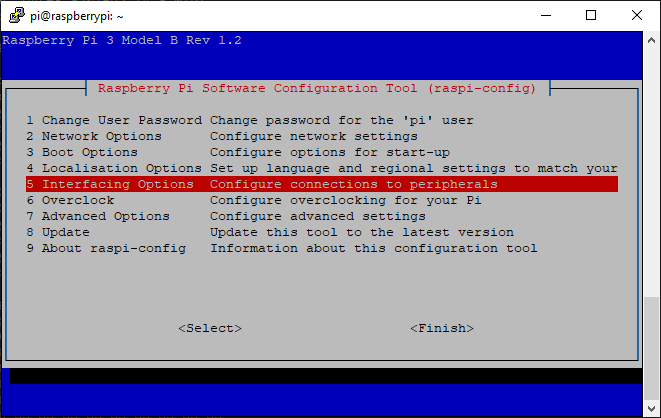 pi@raspberrypi: ~
Raspberry Pi 3 Model B Rev 1.2
Raspberry Pi Software Configuration Tool (raspi-config)
1 Change User Password Change password for the 'pi' user
2 Network Options Configure network settings
3 Boot Options Configure options for start-up
4 Localisation Options Set up language and regional settings to match your
5 Interfacing Options Configure connections to peripherals
6 Overclock Configure overclocking for your Pi
7 Advanced Options Configure advanced settings
8 Update Update this tool to the latest version
9 About raspi-config Information about this configuration tool
<Select> <Finish>